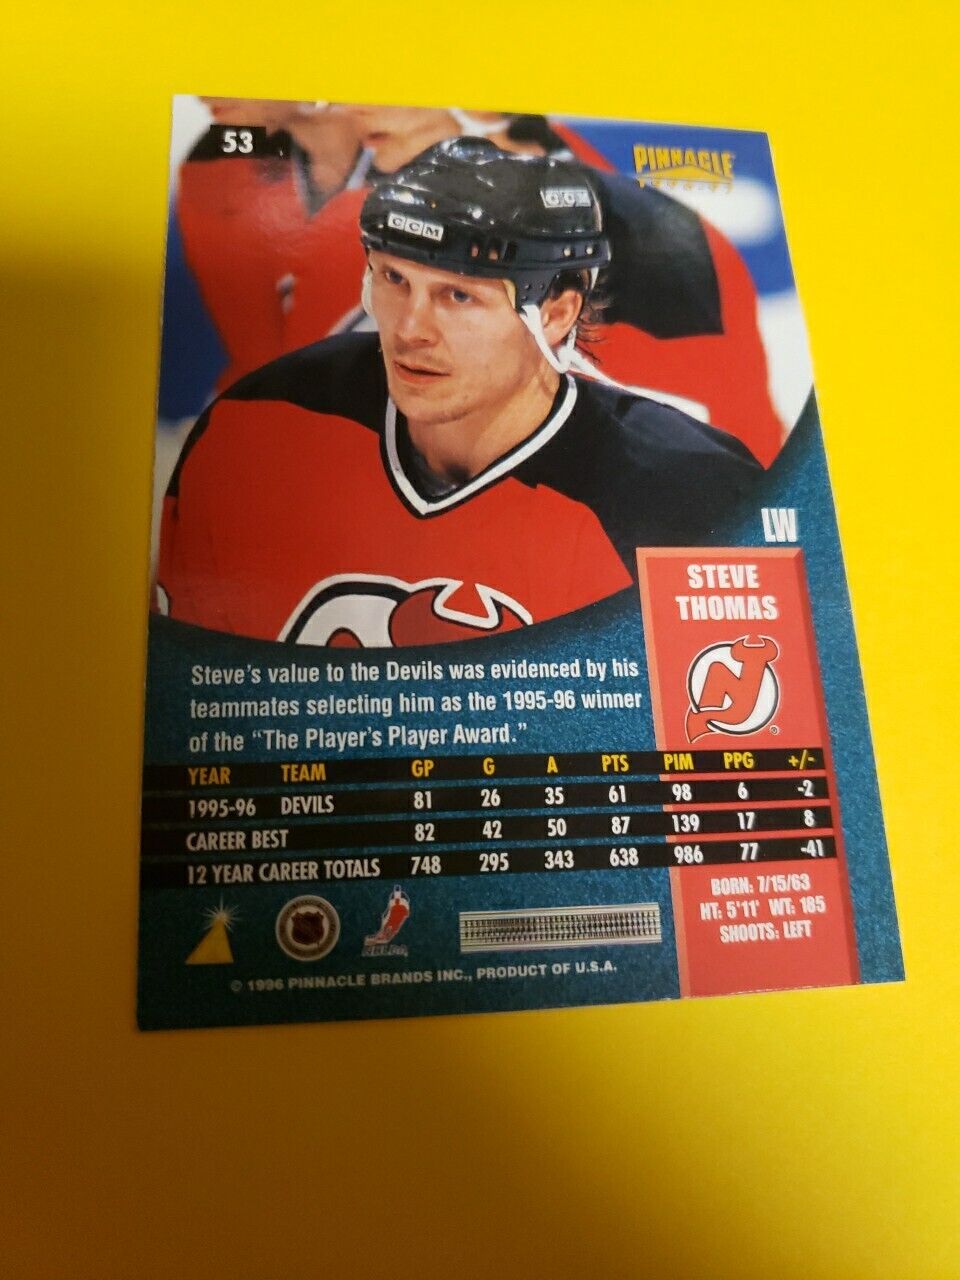 53
PINNACLE
1996-97
CCM
CCM
LW
STEVE
THOMAS
Steve's value to the Devils was evidenced by his
teammates selecting him as the 1995-96 winner
of the "The Player's Player Award."
YEAR TEAM GP G A PTS PIM PPG +/-
1995-96 DEVILS 81 26 35 61 98 6 -2
CAREER BEST 82 42 50 87 139 17 8
12 YEAR CAREER TOTALS 748 295 343 638 986 77 -41
BORN: 7/15/63
HT: 5'11' WT: 185
SHOOTS: LEFT
NHLPA
© 1996 PINNACLE BRANDS INC., PRODUCT OF U.S.A.